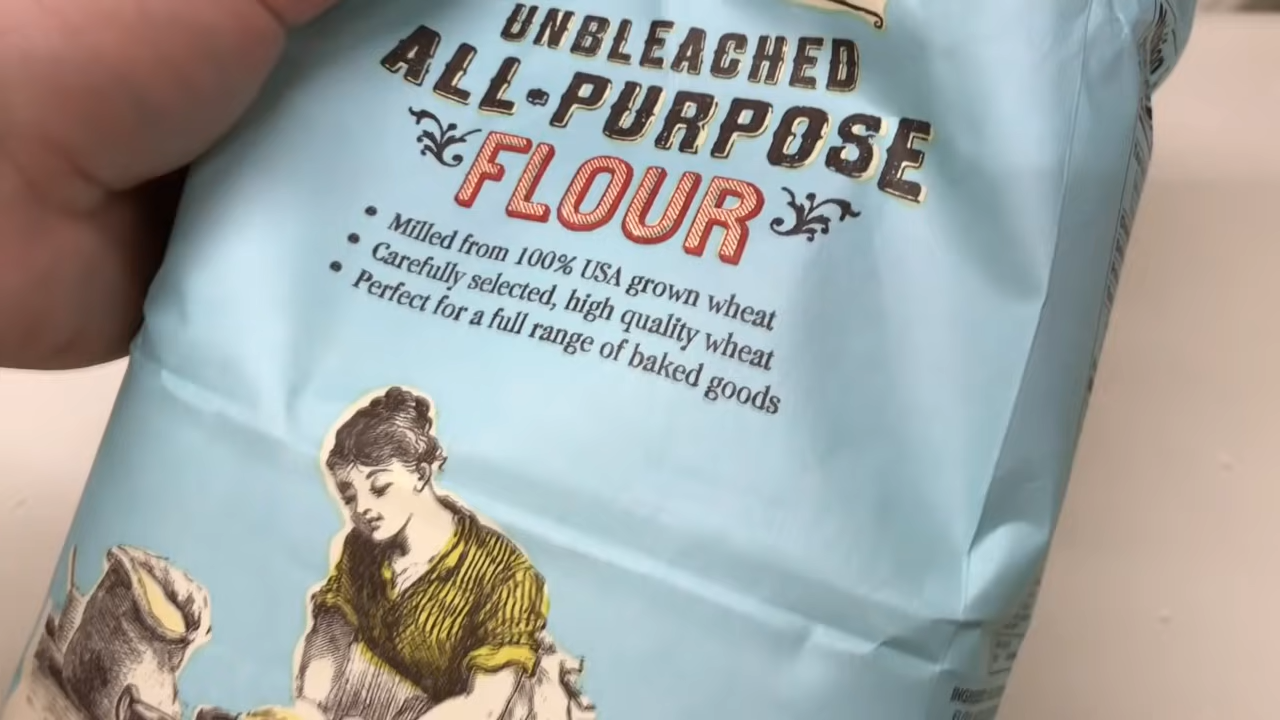 UNBLEACHED
ALL-PURPOSE
FLOUR
• Milled from 100% USA grown wheat
• Carefully selected, high quality wheat
• Perfect for a full range of baked goods